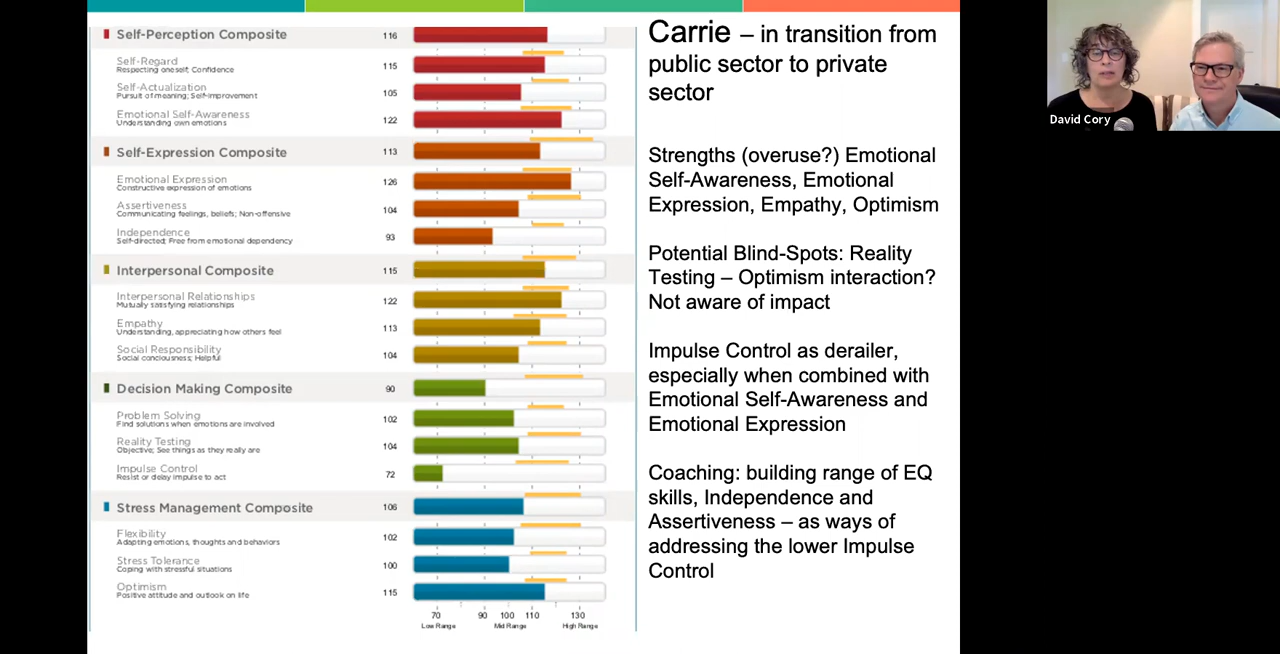 Self-Perception Composite 116
Self-Regard
Respecting oneself; Confidence
115
Self-Actualization
Pursuit of meaning; Self-improvement
105
Emotional Self-Awareness
Understanding own emotions
122
Self-Expression Composite 113
Emotional Expression
Constructive expression of emotions
126
Assertiveness
Communicating feelings, beliefs; Non-offensive
104
Independence
Self-directed; Free from emotional dependency
93
Interpersonal Composite 115
Interpersonal Relationships
Mutually satisfying relationships
122
Empathy
Understanding, appreciating how others feel
113
Social Responsibility
Social conciousness; Helpful
104
Decision Making Composite 90
Problem Solving
Find solutions when emotions are involved
102
Reality Testing
Objective; See things as they really are
104
Impulse Control
Resist or delay impulse to act
72
Stress Management Composite 106
Flexibility
Adapting emotions, thoughts and behaviors
102
Stress Tolerance
Coping with stressful situations
100
Optimism
Positive attitude and outlook on life
115
70 90 100 110 130
Low Range Mid Range High Range
Carrie – in transition from
public sector to private
sector
Strengths (overuse?) Emotional
Self-Awareness, Emotional
Expression, Empathy, Optimism
Potential Blind-Spots: Reality
Testing – Optimism interaction?
Not aware of impact
Impulse Control as derailer,
especially when combined with
Emotional Self-Awareness and
Emotional Expression
Coaching: building range of EQ
skills, Independence and
Assertiveness – as ways of
addressing the lower Impulse
Control
David Cory